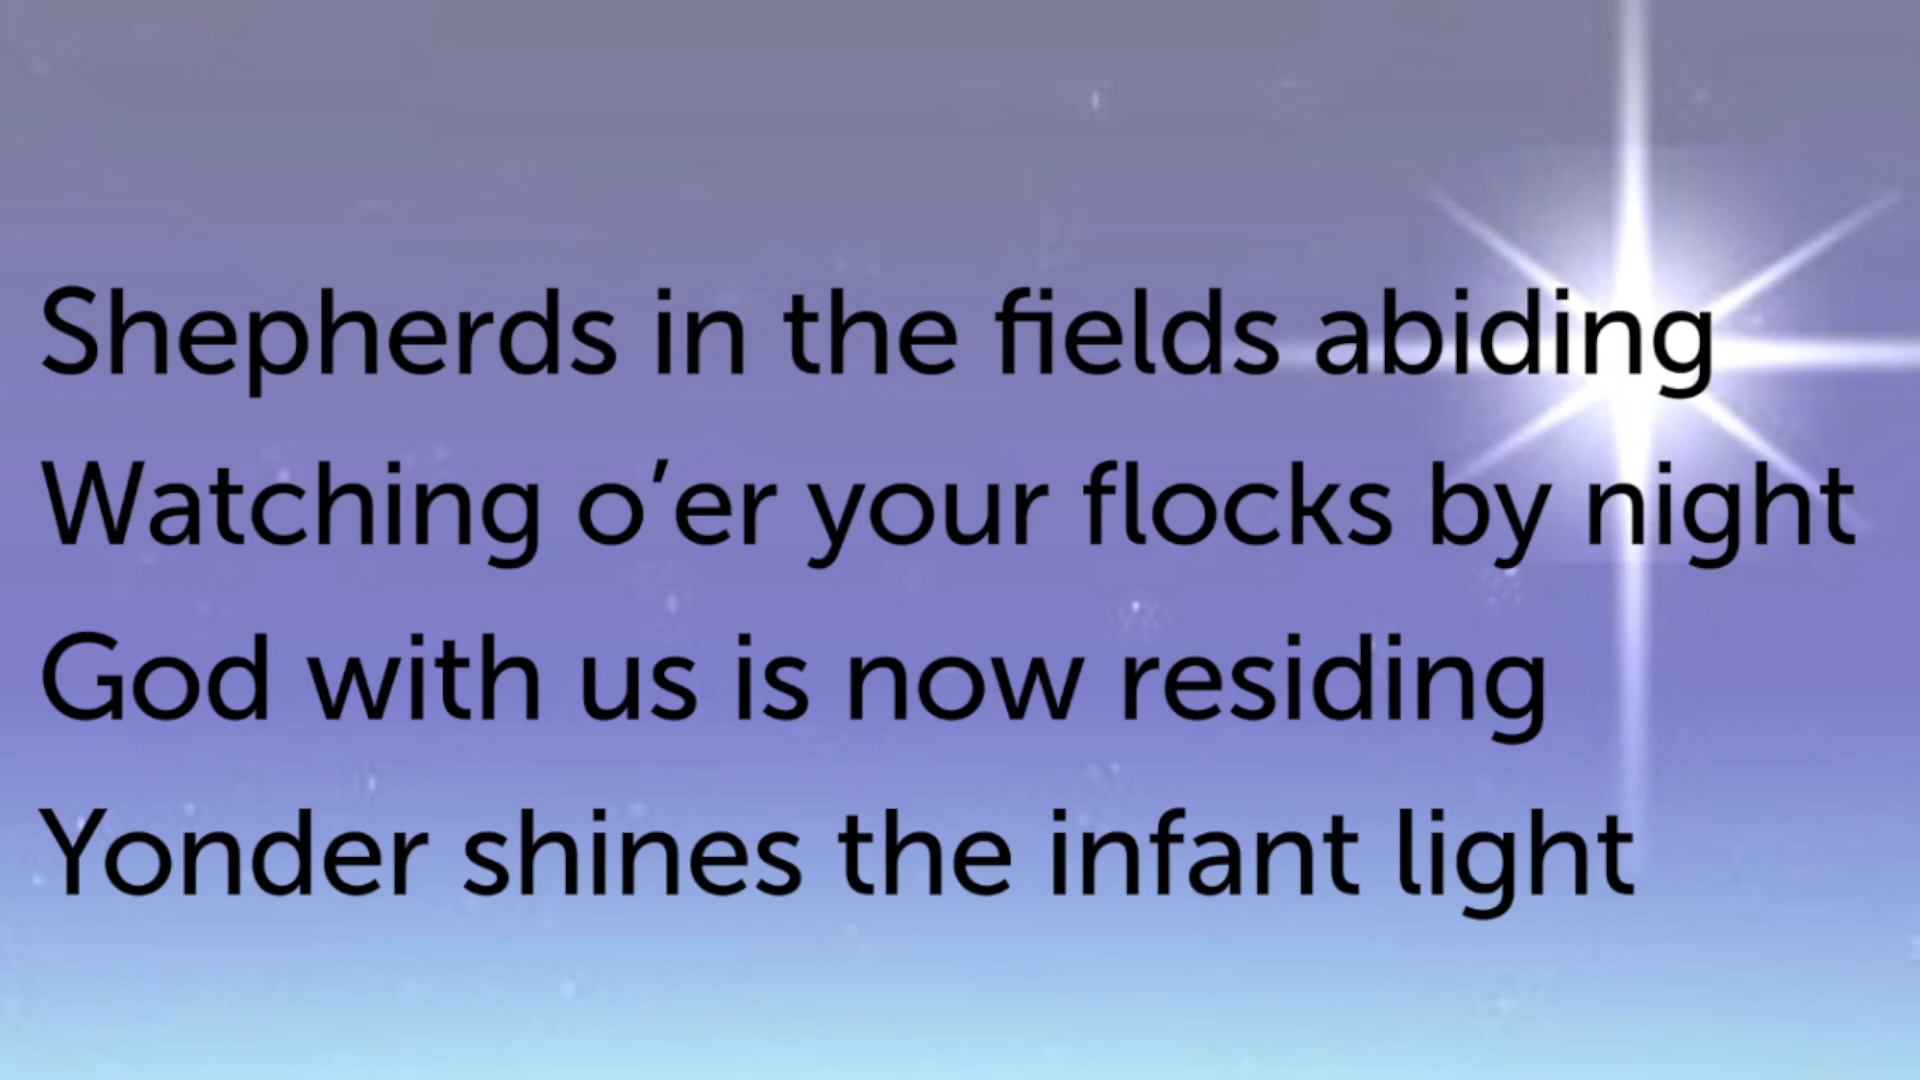 Shepherds in the fields abiding
Watching o’er your flocks by night
God with us is now residing
Yonder shines the infant light